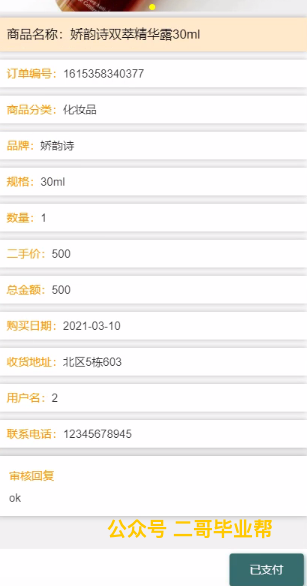 商品名称：娇韵诗双萃精华露30ml
订单编号：1615358340377
商品分类：化妆品
品牌：娇韵诗
规格：30ml
数量：1
二手价：500
总金额：500
购买日期：2021-03-10
收货地址：北区5栋603
用户名：2
联系电话：12345678945
审核回复
ok
公众号 二哥毕业帮
已支付